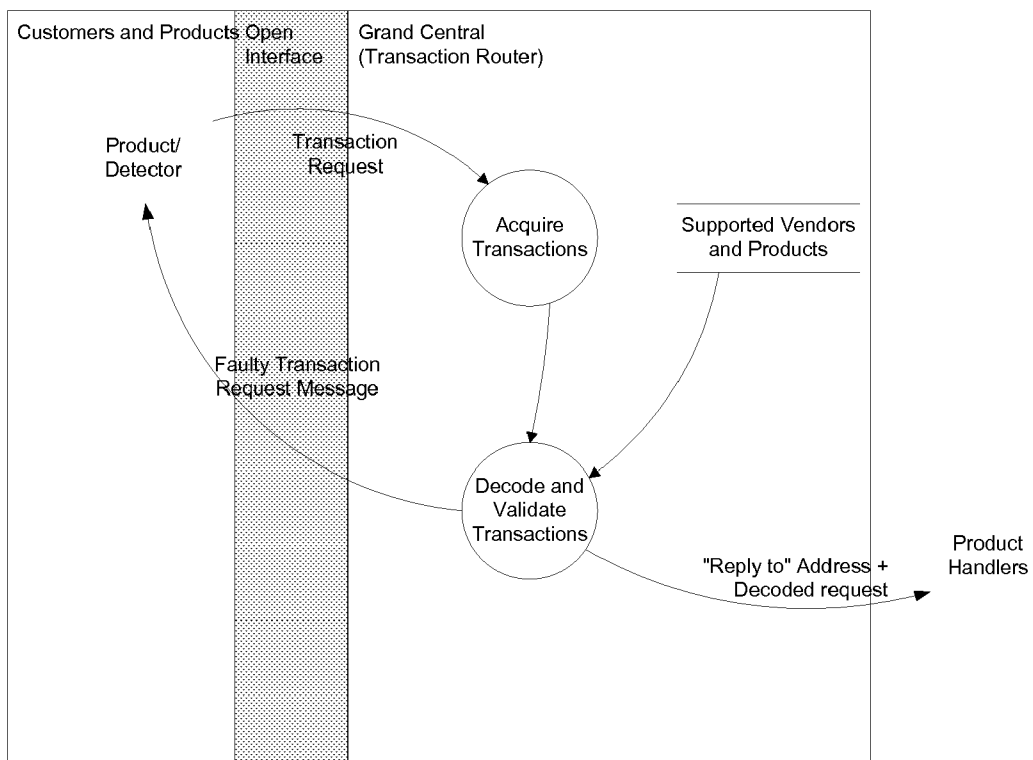 Customers and Products
Open
Interface
Grand Central
(Transaction Router)
Product/
Detector
Transaction
Request
Acquire
Transactions
Supported Vendors
and Products
Faulty Transaction
Request Message
Decode and
Validate
Transactions
"Reply to" Address +
Decoded request
Product
Handlers